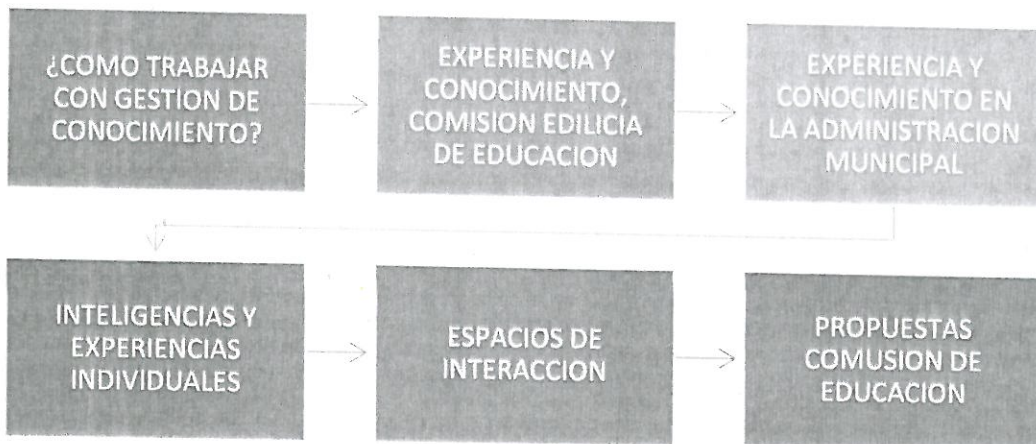 ¿COMO TRABAJAR
CON GESTION DE
CONOCIMIENTO?
EXPERIENCIA Y
CONOCIMIENTO,
COMISION EDILICIA
DE EDUCACION
EXPERIENCIA Y
CONOCIMIENTO EN
LA ADMINISTRACION
MUNICIPAL
INTELIGENCIAS Y
EXPERIENCIAS
INDIVIDUALES
ESPACIOS DE
INTERACCION
PROPUESTAS
COMUSION DE
EDUCACION